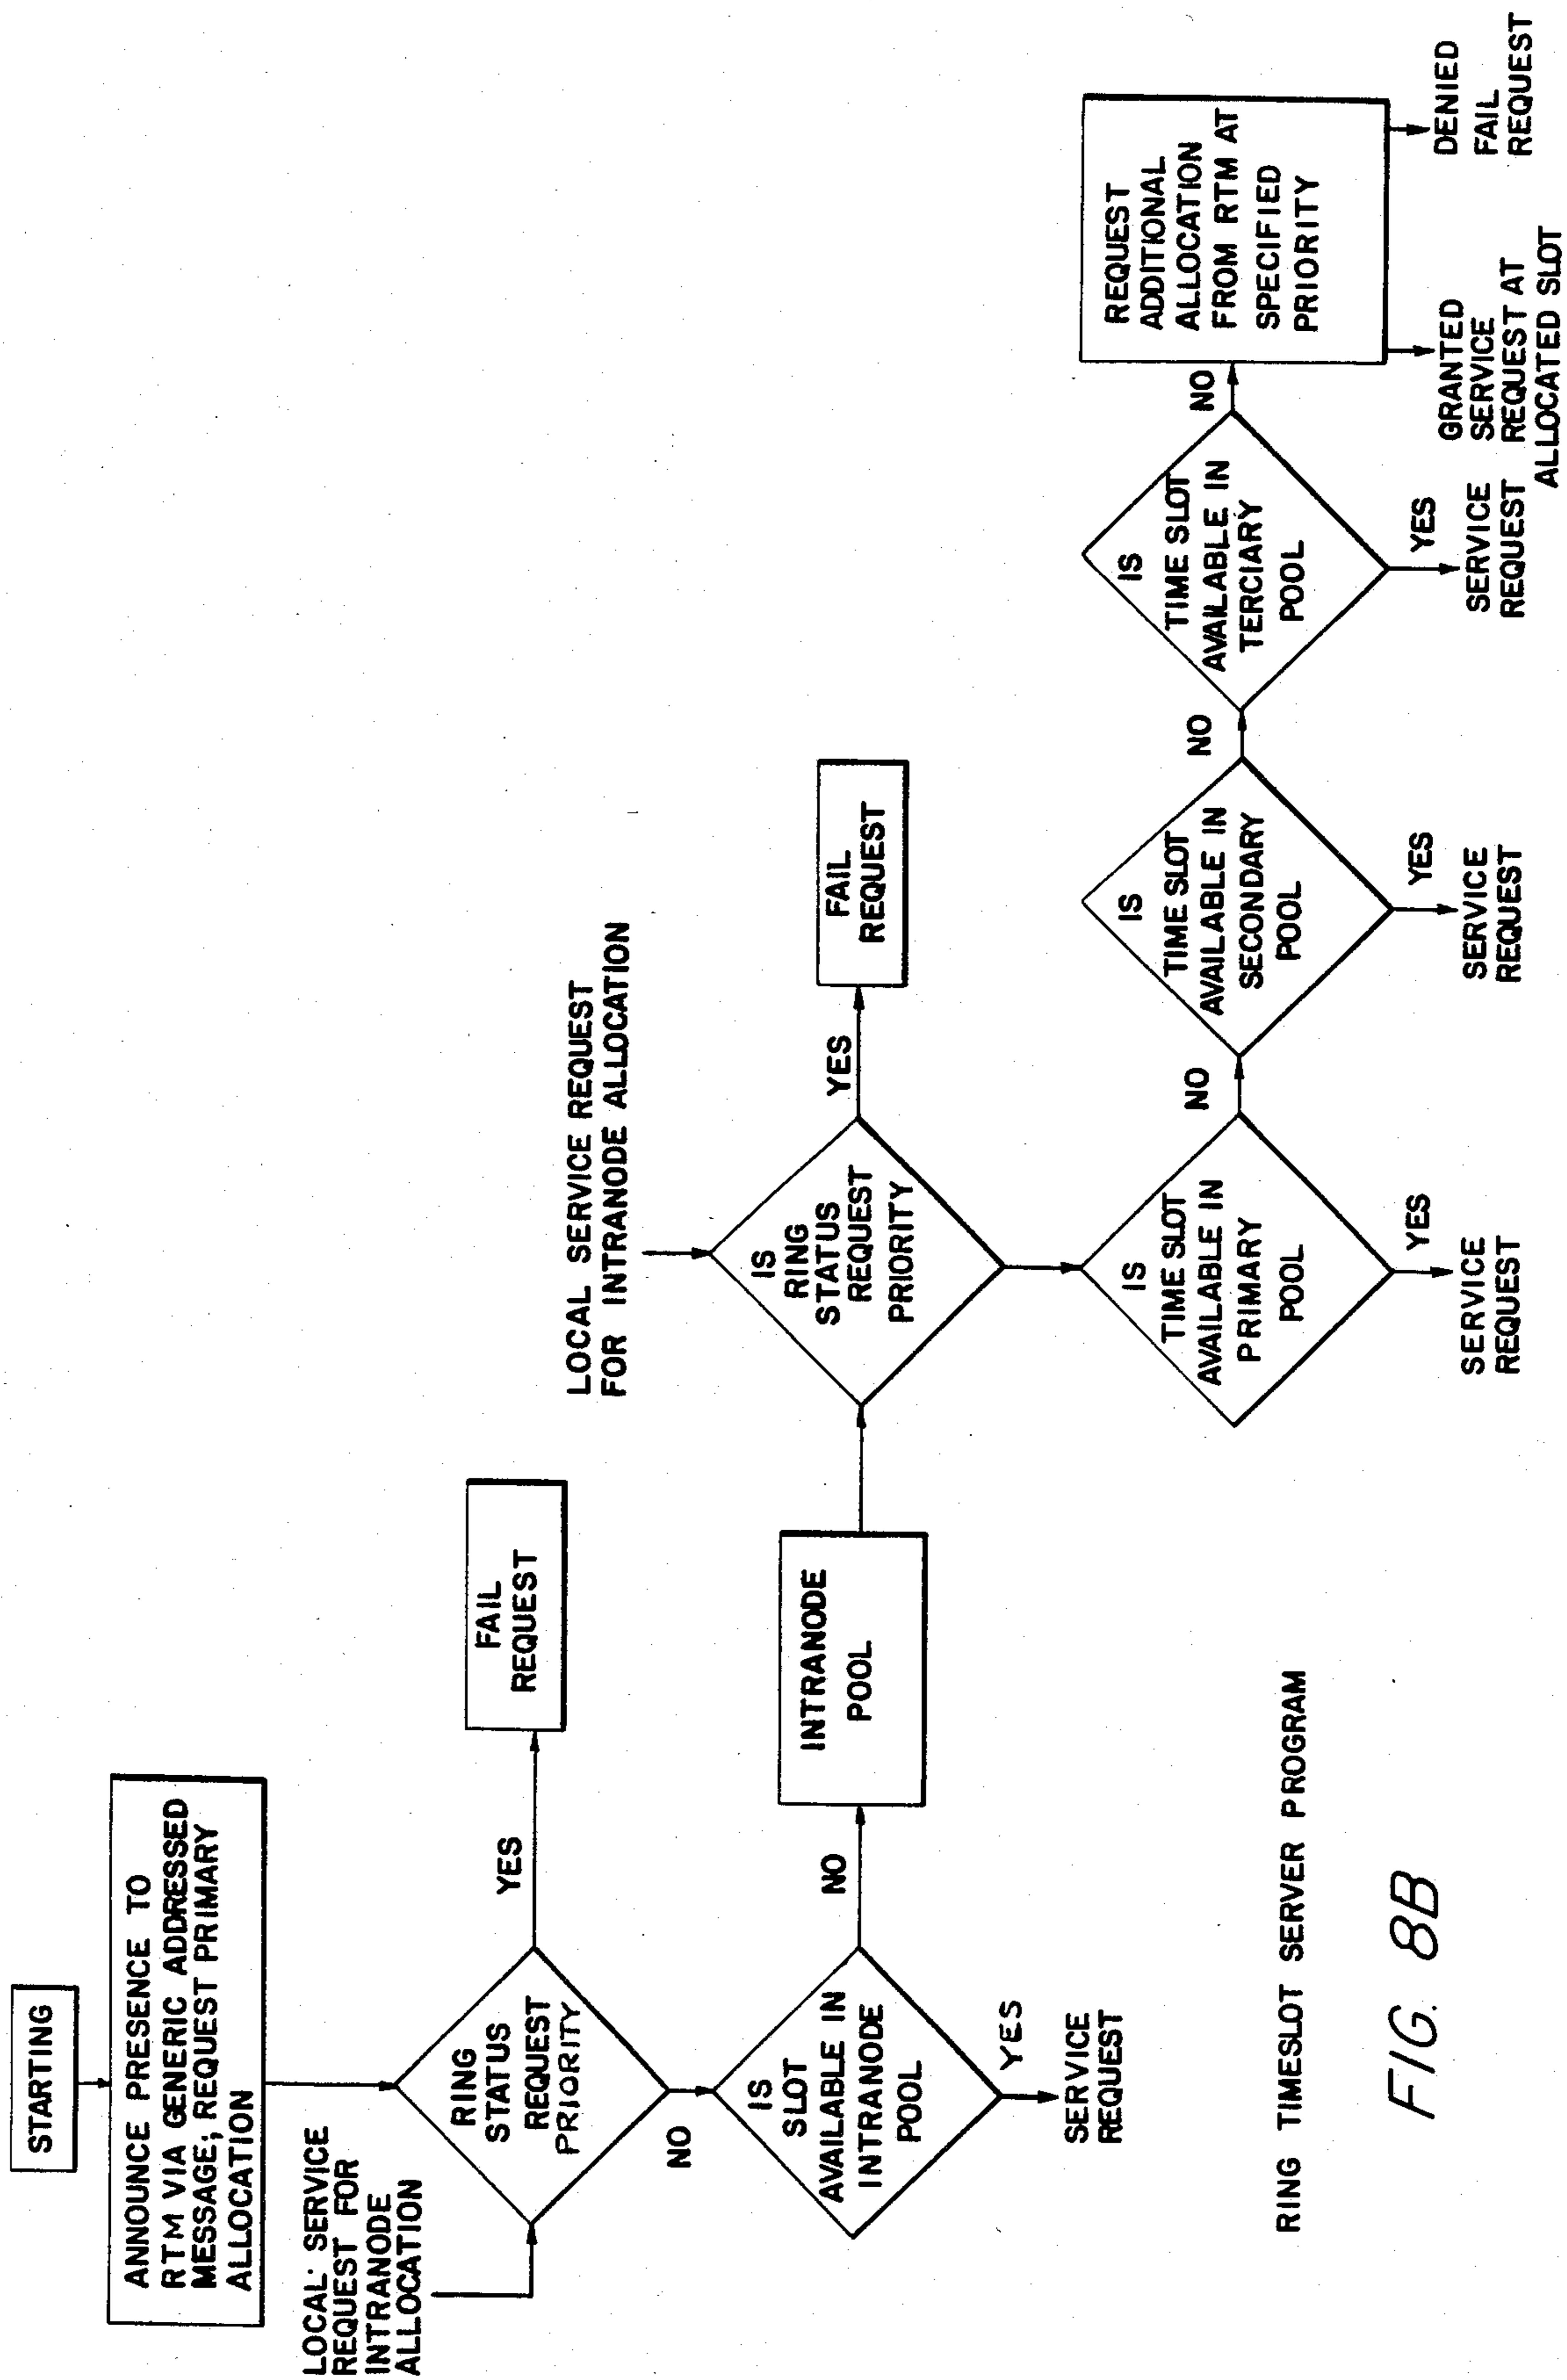 STARTING
ANNOUNCE PRESENCE TO
RTM VIA GENERIC ADDRESSED
MESSAGE; REQUEST PRIMARY
ALLOCATION
LOCAL SERVICE
REQUEST FOR
INTRANODE
ALLOCATION
RING
STATUS
REQUEST
PRIORITY
YES
FAIL
REQUEST
NO
IS
SLOT
AVAILABLE IN
INTRANODE
POOL
YES
SERVICE
REQUEST
NO
INTRANODE
POOL
LOCAL SERVICE REQUEST
FOR INTRANODE ALLOCATION
IS
RING
STATUS
REQUEST
PRIORITY
YES
FAIL
REQUEST
IS
TIME SLOT
AVAILABLE IN
PRIMARY
POOL
YES
SERVICE
REQUEST
NO
IS
TIME SLOT
AVAILABLE IN
SECONDARY
POOL
YES
SERVICE
REQUEST
NO
IS
TIME SLOT
AVAILABLE IN
TERCIARY
POOL
YES
SERVICE
REQUEST
NO
REQUEST
ADDITIONAL
ALLOCATION
FROM RTM AT
SPECIFIED
PRIORITY
GRANTED
SERVICE
REQUEST AT
ALLOCATED SLOT
DENIED
FAIL
REQUEST
RING TIMESLOT SERVER PROGRAM
FIG. 8B